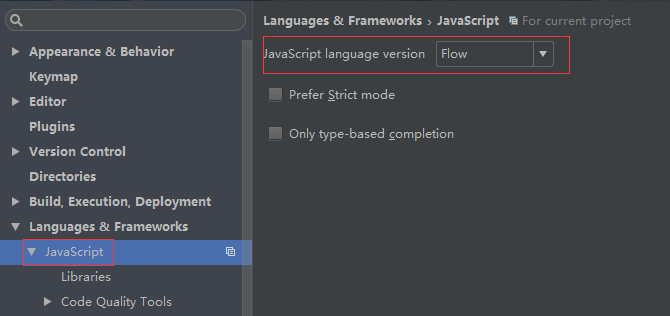 Languages & Frameworks › JavaScript For current project
Appearance & Behavior
Keymap
Editor
Plugins
Version Control
Directories
Build, Execution, Deployment
Languages & Frameworks
JavaScript
Libraries
Code Quality Tools
JavaScript language version Flow
Prefer Strict mode
Only type-based completion